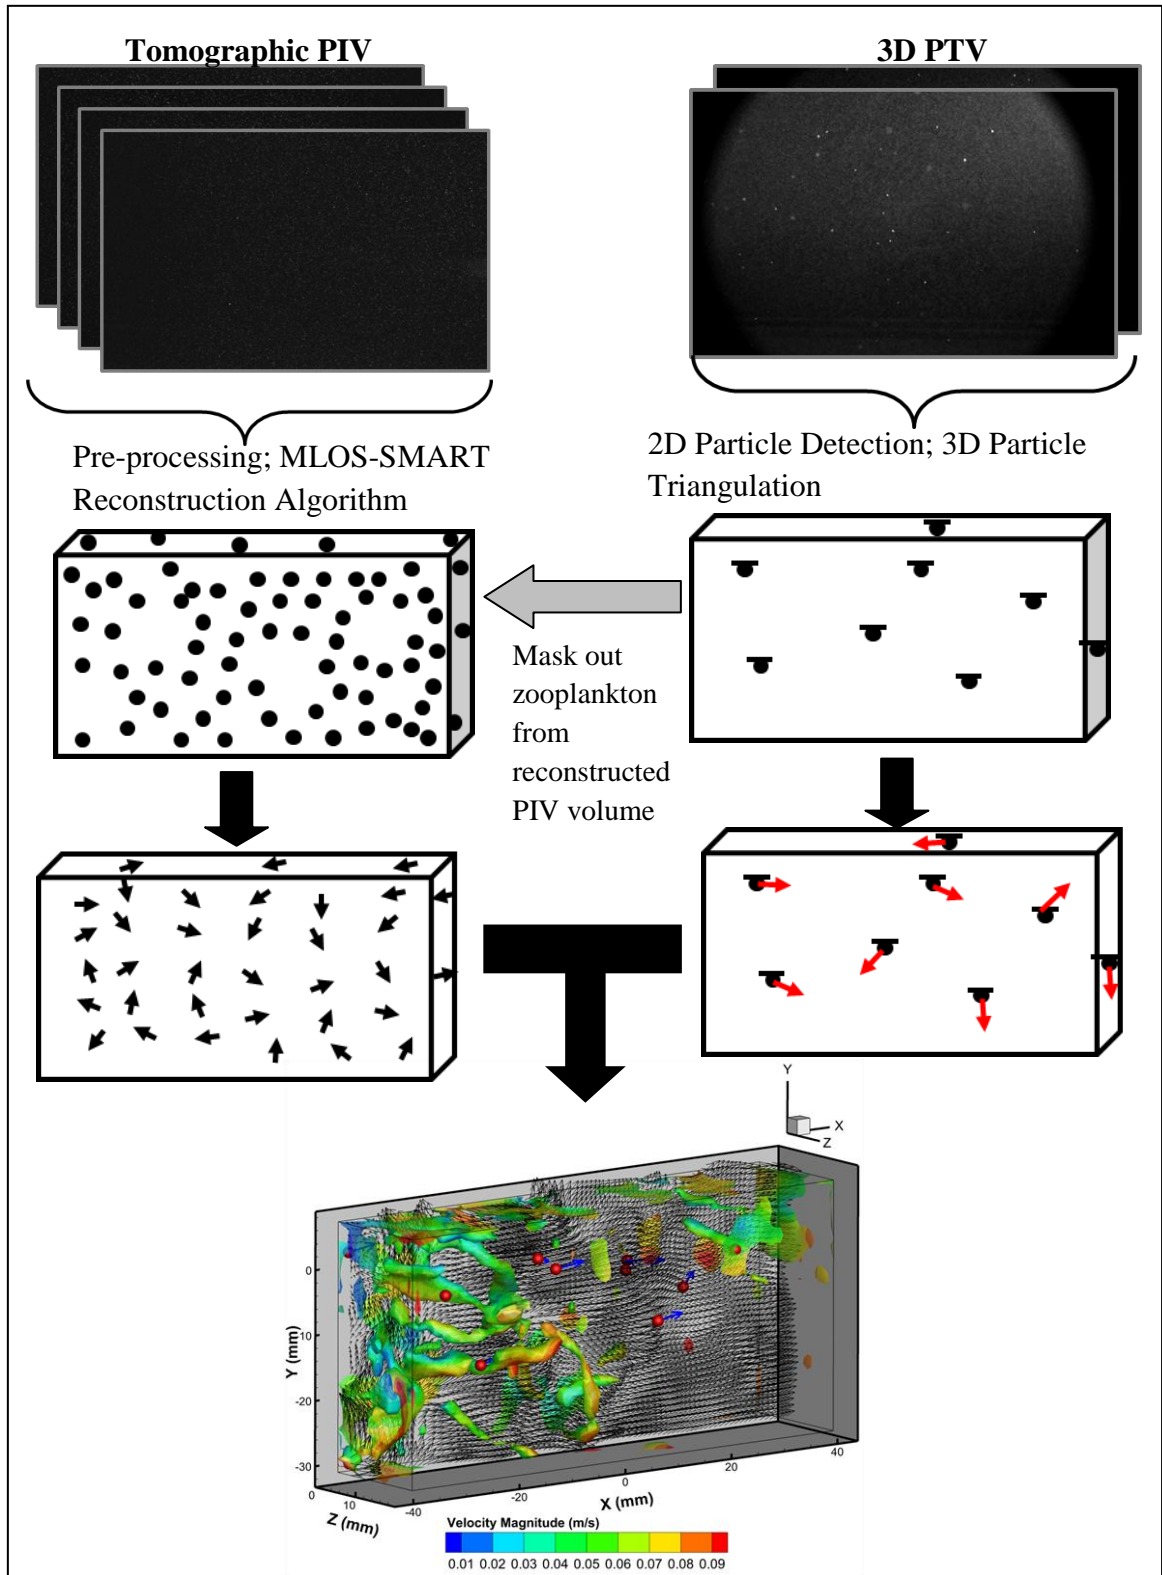 Tomographic PIV
3D PTV
Pre-processing; MLOS-SMART
Reconstruction Algorithm
2D Particle Detection; 3D Particle
Triangulation
Mask out
zooplankton
from
reconstructed
PIV volume
Y
X
Z
0
-10
-20
-30
Y (mm)
0
10
Z (mm)
-40
-20
0
20
40
X (mm)
Velocity Magnitude (m/s)
0.01 0.02 0.03 0.04 0.05 0.06 0.07 0.08 0.09